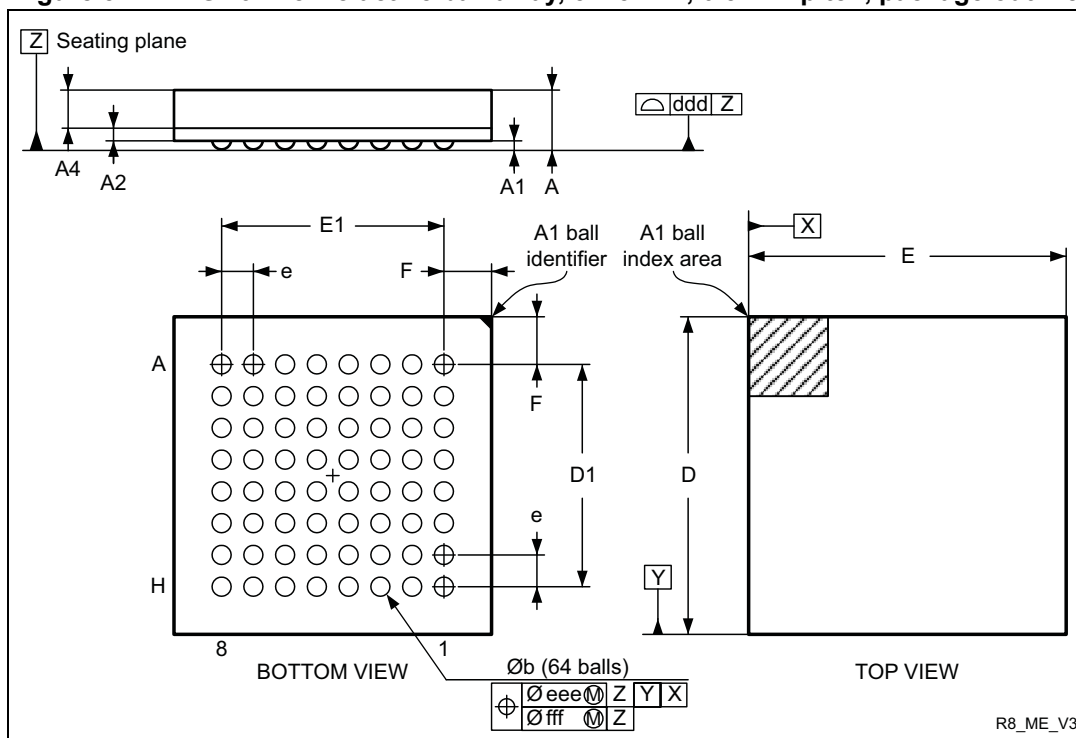 Z Seating plane
ddd Z
A4
A2
A1
A
E1
e
F
A1 ball
identifier
A1 ball
index area
X
E
A
F
D1
D
e
H
Y
8
1
BOTTOM VIEW
Øb (64 balls)
TOP VIEW
Ø eee Ⓜ Z Y X
Ø fff Ⓜ Z
R8_ME_V3